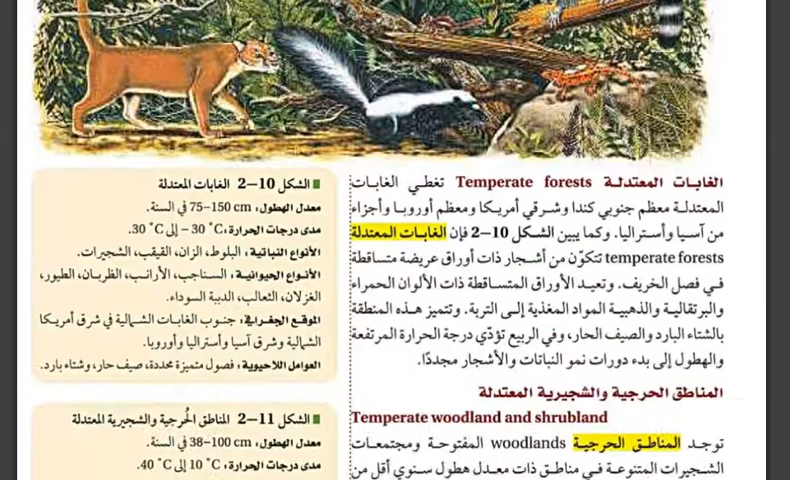 الغابات المعتدلة Temperate forests تغطي الغابات
المعتدلة معظم جنوبي كندا وشرقي أمريكا ومعظم أوروبا وأجزاء
من آسيا وأستراليا. وكما يبين الشكل 10–2 فإن الغابات المعتدلة
temperate forests تتكوّن من أشجار ذات أوراق عريضة متساقطة
في فصل الخريف. وتعيد الأوراق المتساقطة ذات الألوان الحمراء
والبرتقالية والذهبية المواد المغذية إلى التربة. وتتميز هذه المنطقة
بالشتاء البارد والصيف الحار، وفي الربيع تؤدّي درجة الحرارة المرتفعة
والهطول إلى بدء دورات نمو النباتات والأشجار مجددًا.
المناطق الحرجية والشجيرية المعتدلة
Temperate woodland and shrubland
توجد المناطق الحرجية woodlands المفتوحة ومجتمعات
الشجيرات المتنوعة في مناطق ذات معدل هطول سنوي أقل من
الشكل 10–2 الغابات المعتدلة
معدل الهطول: 75–150 cm في السنة.
مدى درجات الحرارة: 30 °C – إلى 30 °C.
الأنواع النباتية: البلوط، الزان، القيقب، الشجيرات.
الأنواع الحيوانية: السناجب، الأرانب، الظربان، الطيور،
الغزلان، الثعالب، الدببة السوداء.
الموقع الجغرافي: جنوب الغابات الشمالية في شرق أمريكا
الشمالية وشرق آسيا وأستراليا وأوروبا.
العوامل اللاحيوية: فصول متميزة محددة، صيف حار، وشتاء بارد.
الشكل 11–2 المناطق الحُرجية والشجيرية المعتدلة
معدل الهطول: 38–100 cm في السنة.
مدى درجات الحرارة: 10 °C إلى 40 °C.